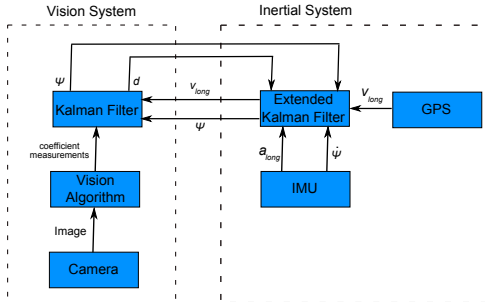 Vision System
Inertial System
Ψ
d
v_long
v_long
Kalman Filter
Extended
Kalman Filter
GPS
Ψ
coefficient
measurements
a_long
ψ̇
Vision
Algorithm
IMU
Image
Camera